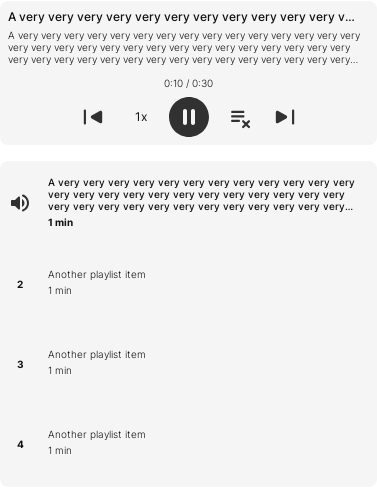 A very very very very very very very very very very very v...
A very very very very very very very very very very very very very very very
very very very very very very very very very very very very very very very
very very very very very very very very very very very very very very very...
0:10 / 0:30
1x
A very very very very very very very very very very very very
very very very very very very very very very very very very
very very very very very very very very very very very very...
1 min
2
Another playlist item
1 min
3
Another playlist item
1 min
4
Another playlist item
1 min